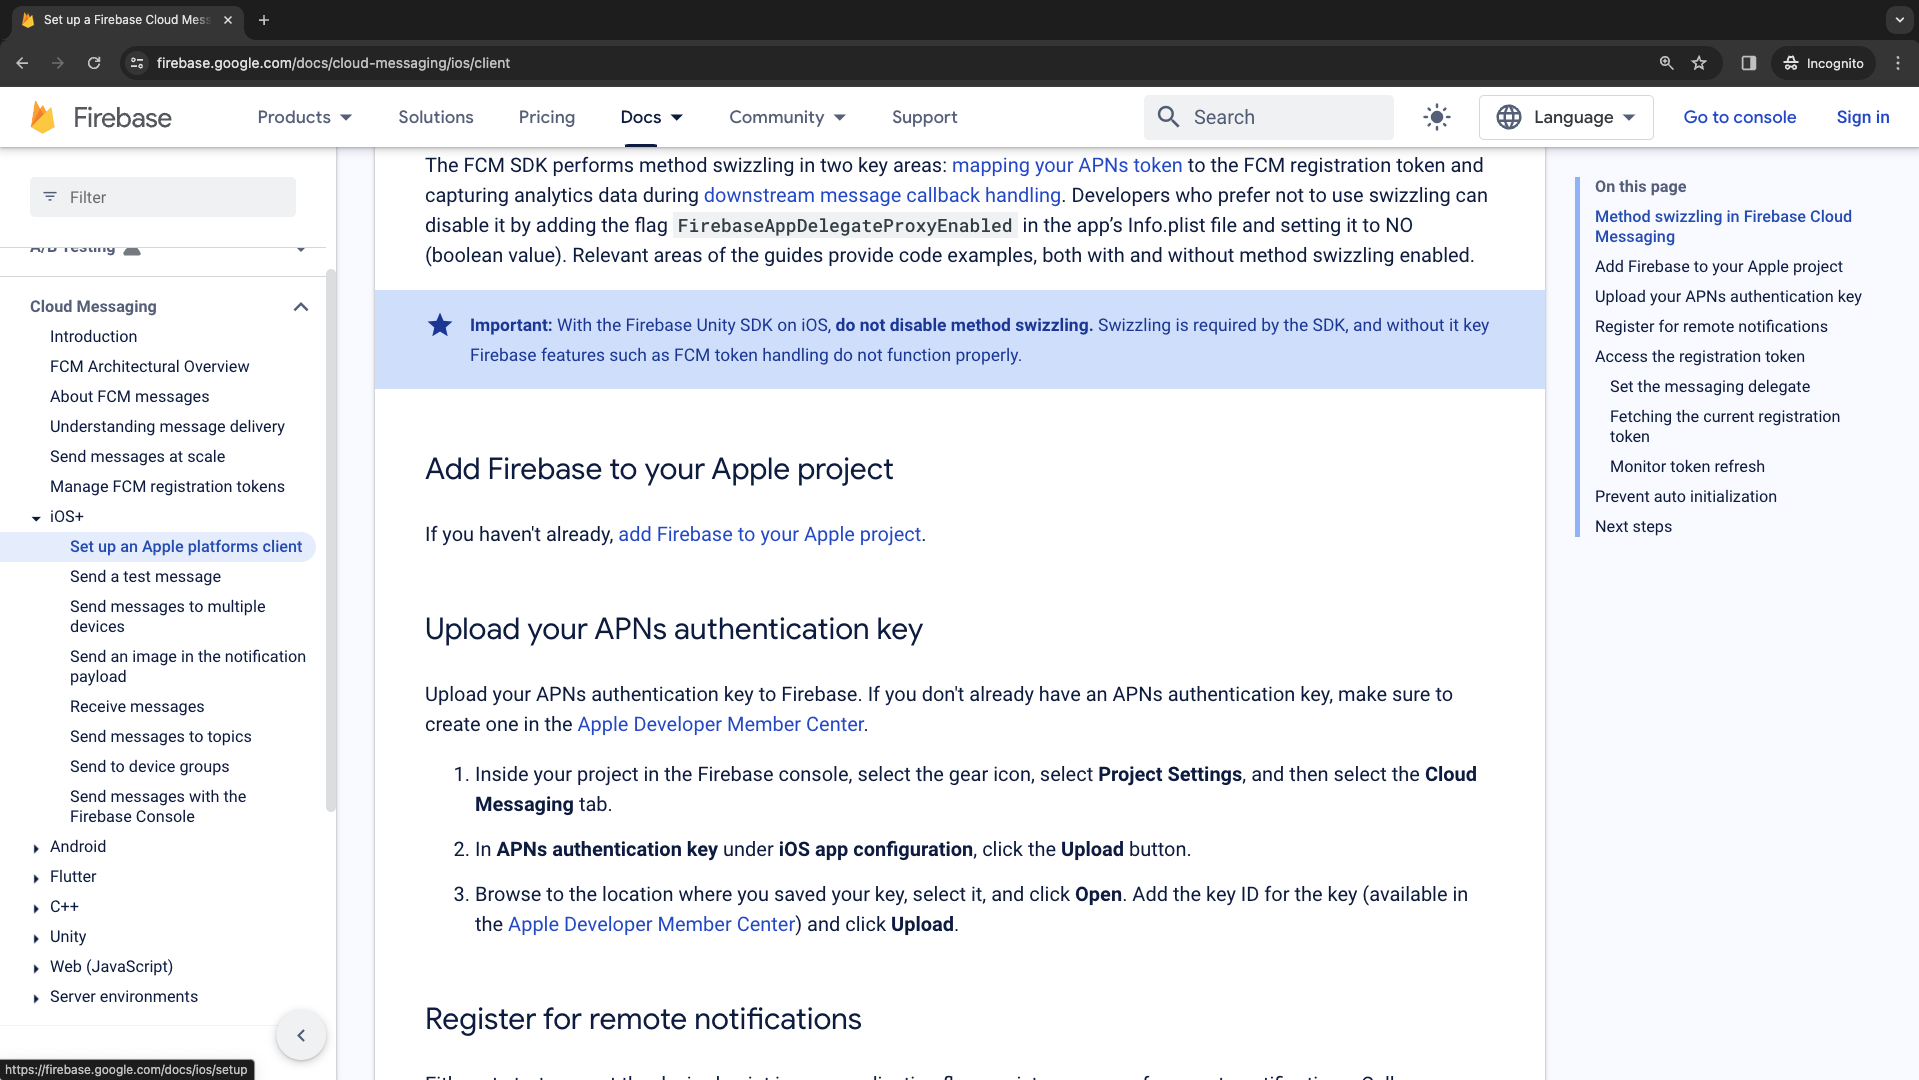 Set up a Firebase Cloud Mess
firebase.google.com/docs/cloud-messaging/ios/client
Incognito
Firebase
Products
Solutions
Pricing
Docs
Community
Support
Search
Language
Go to console
Sign in
Filter
A/B Testing
Cloud Messaging
Introduction
FCM Architectural Overview
About FCM messages
Understanding message delivery
Send messages at scale
Manage FCM registration tokens
iOS+
Set up an Apple platforms client
Send a test message
Send messages to multiple
devices
Send an image in the notification
payload
Receive messages
Send messages to topics
Send to device groups
Send messages with the
Firebase Console
Android
Flutter
C++
Unity
Web (JavaScript)
Server environments
https://firebase.google.com/docs/ios/setup
The FCM SDK performs method swizzling in two key areas: mapping your APNs token to the FCM registration token and
capturing analytics data during downstream message callback handling. Developers who prefer not to use swizzling can
disable it by adding the flag FirebaseAppDelegateProxyEnabled in the app’s Info.plist file and setting it to NO
(boolean value). Relevant areas of the guides provide code examples, both with and without method swizzling enabled.
Important: With the Firebase Unity SDK on iOS, do not disable method swizzling. Swizzling is required by the SDK, and without it key
Firebase features such as FCM token handling do not function properly.
Add Firebase to your Apple project
If you haven't already, add Firebase to your Apple project.
Upload your APNs authentication key
Upload your APNs authentication key to Firebase. If you don't already have an APNs authentication key, make sure to
create one in the Apple Developer Member Center.
1. Inside your project in the Firebase console, select the gear icon, select Project Settings, and then select the Cloud
Messaging tab.
2. In APNs authentication key under iOS app configuration, click the Upload button.
3. Browse to the location where you saved your key, select it, and click Open. Add the key ID for the key (available in
the Apple Developer Member Center) and click Upload.
Register for remote notifications
On this page
Method swizzling in Firebase Cloud
Messaging
Add Firebase to your Apple project
Upload your APNs authentication key
Register for remote notifications
Access the registration token
Set the messaging delegate
Fetching the current registration
token
Monitor token refresh
Prevent auto initialization
Next steps